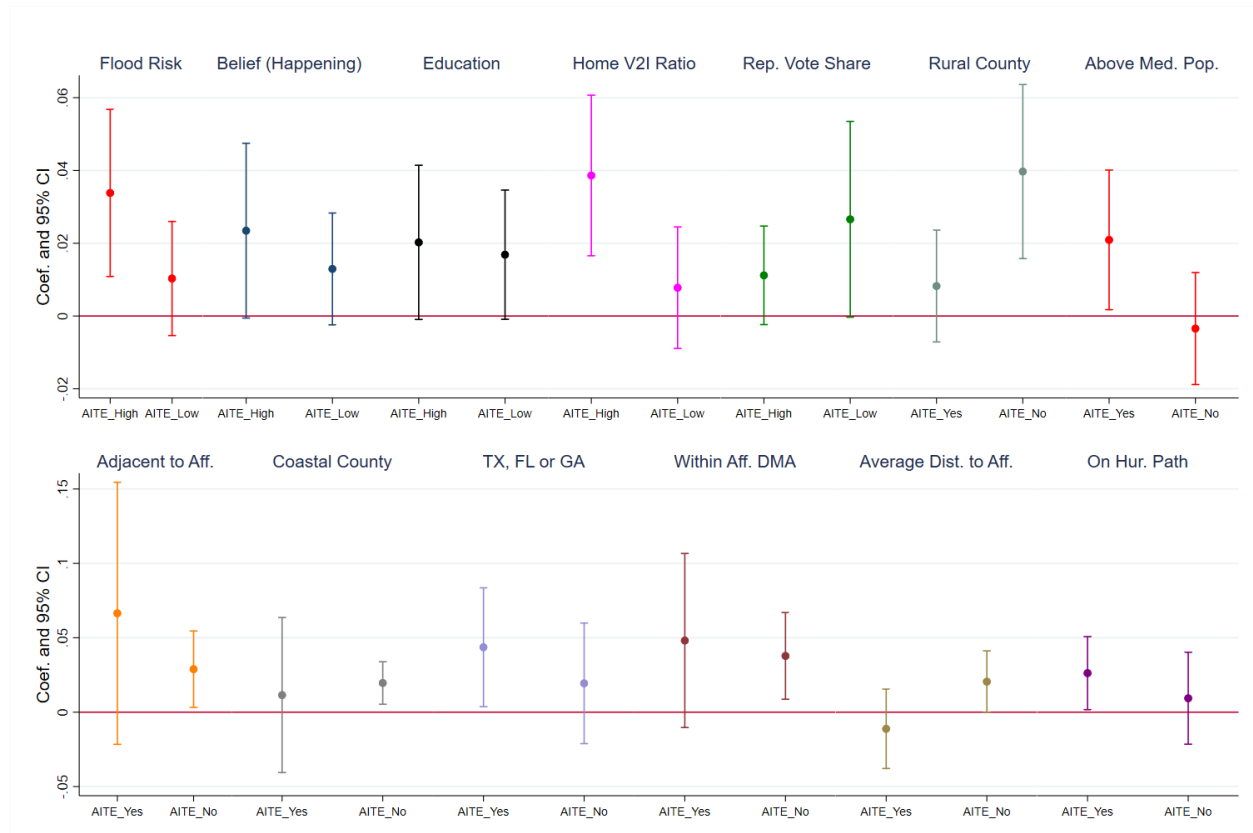 Flood Risk Belief (Happening) Education Home V2I Ratio Rep. Vote Share Rural County Above Med. Pop.
Coef. and 95% CI
.06
.04
.02
0
-.02
AITE_High AITE_Low AITE_High AITE_Low AITE_High AITE_Low AITE_High AITE_Low AITE_High AITE_Low AITE_Yes AITE_No AITE_Yes AITE_No
Adjacent to Aff. Coastal County TX, FL or GA Within Aff. DMA Average Dist. to Aff. On Hur. Path
Coef. and 95% CI
.15
.1
.05
0
-.05
AITE_Yes AITE_No AITE_Yes AITE_No AITE_Yes AITE_No AITE_Yes AITE_No AITE_Yes AITE_No AITE_Yes AITE_No